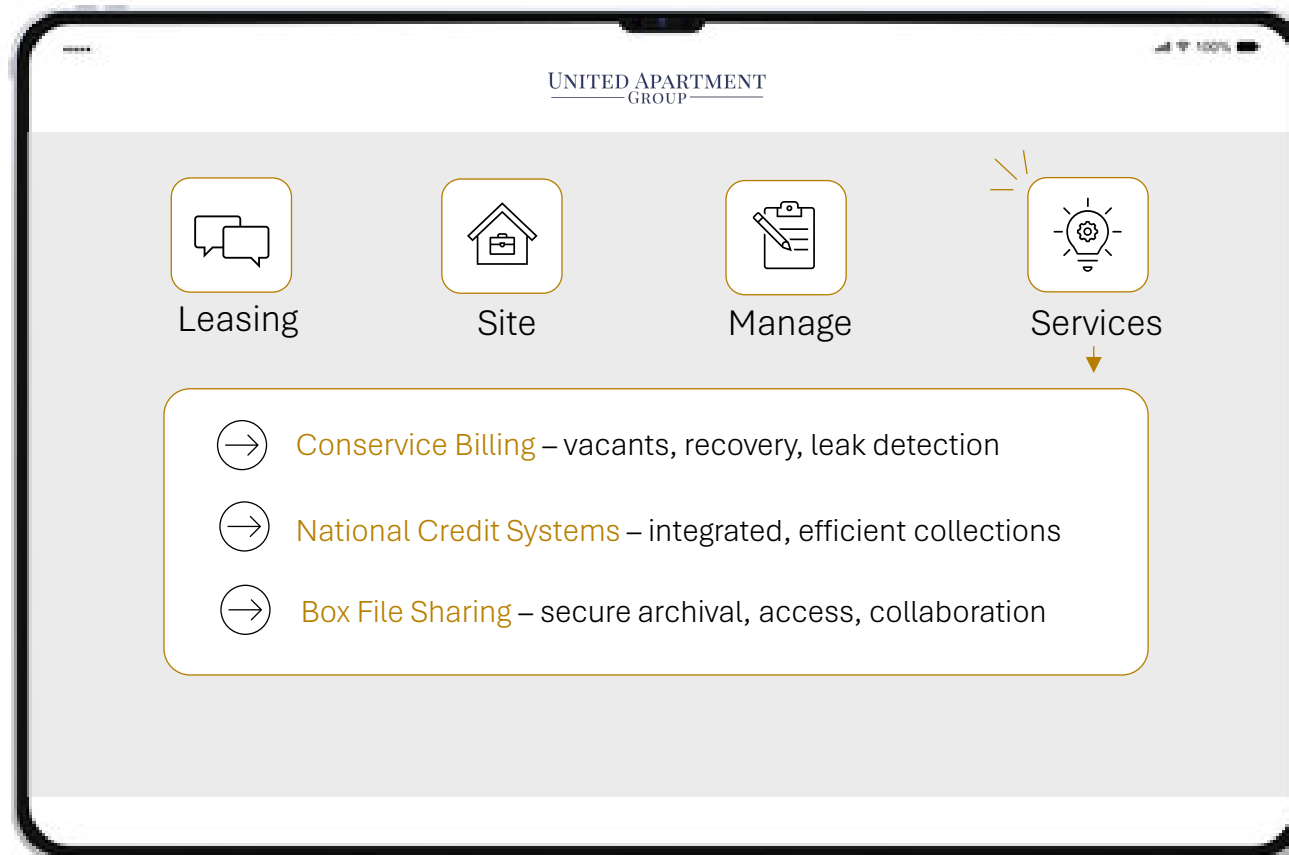 100%
UNITED APARTMENT
GROUP
Leasing
Site
Manage
Services
Conservice Billing – vacants, recovery, leak detection
National Credit Systems – integrated, efficient collections
Box File Sharing – secure archival, access, collaboration